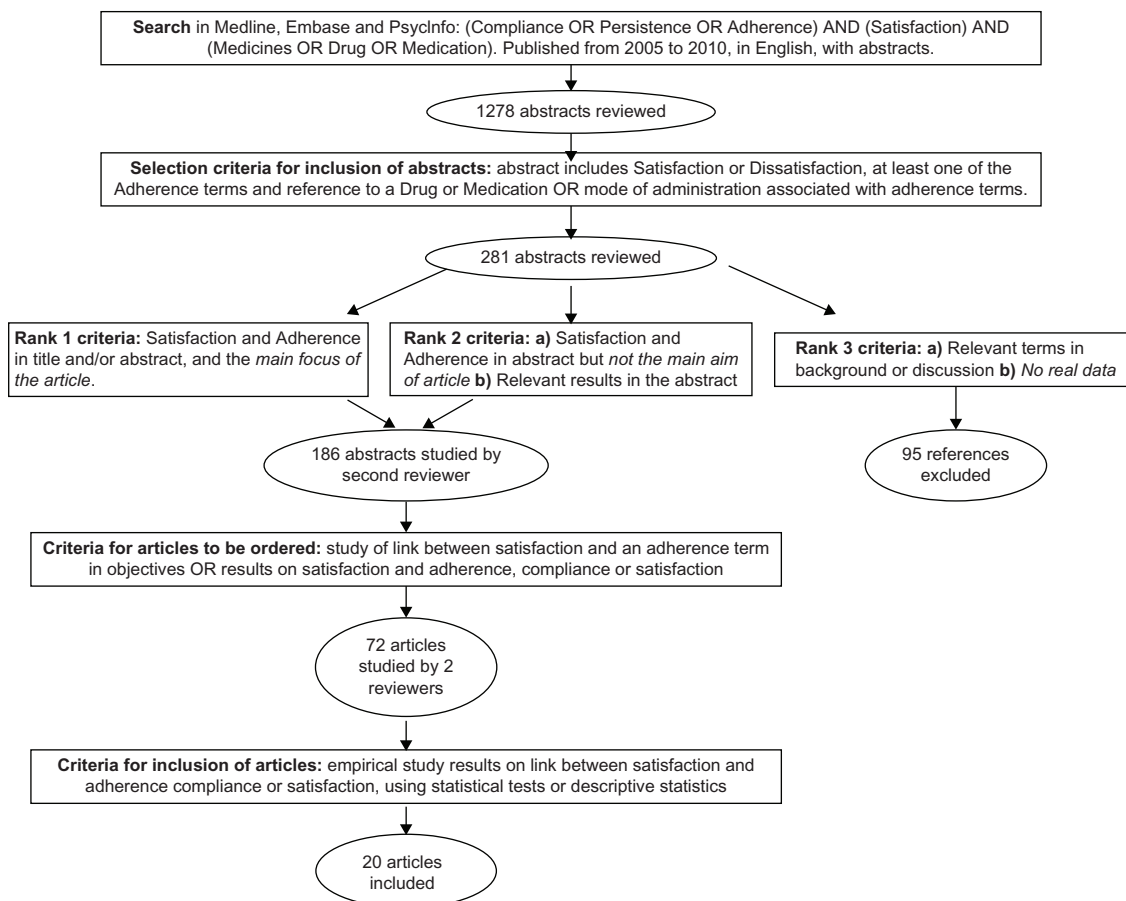 Search in Medline, Embase and PsycInfo: (Compliance OR Persistence OR Adherence) AND (Satisfaction) AND
(Medicines OR Drug OR Medication). Published from 2005 to 2010, in English, with abstracts.
1278 abstracts reviewed
Selection criteria for inclusion of abstracts: abstract includes Satisfaction or Dissatisfaction, at least one of the
Adherence terms and reference to a Drug or Medication OR mode of administration associated with adherence terms.
281 abstracts reviewed
Rank 1 criteria: Satisfaction and Adherence
in title and/or abstract, and the main focus of
the article.
Rank 2 criteria: a) Satisfaction and
Adherence in abstract but not the main aim
of article b) Relevant results in the abstract
Rank 3 criteria: a) Relevant terms in
background or discussion b) No real data
186 abstracts studied by
second reviewer
95 references
excluded
Criteria for articles to be ordered: study of link between satisfaction and an adherence term
in objectives OR results on satisfaction and adherence, compliance or satisfaction
72 articles
studied by 2
reviewers
Criteria for inclusion of articles: empirical study results on link between satisfaction and
adherence compliance or satisfaction, using statistical tests or descriptive statistics
20 articles
included